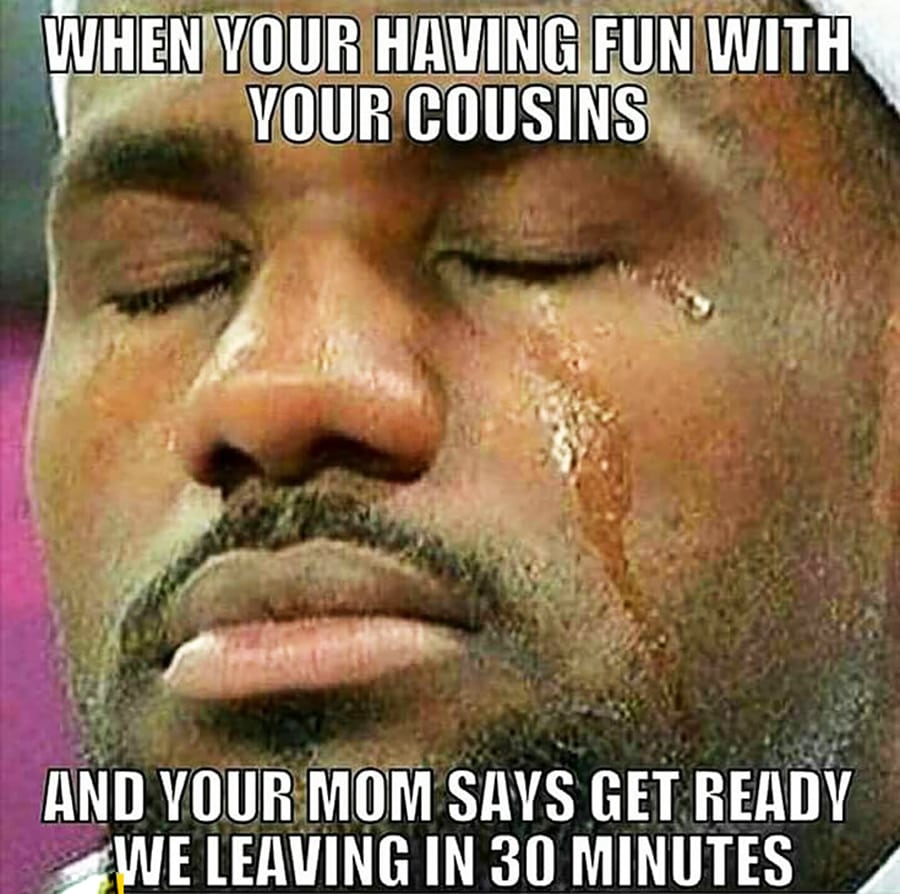 WHEN YOUR HAVING FUN WITH
YOUR COUSINS
AND YOUR MOM SAYS GET READY
WE LEAVING IN 30 MINUTES